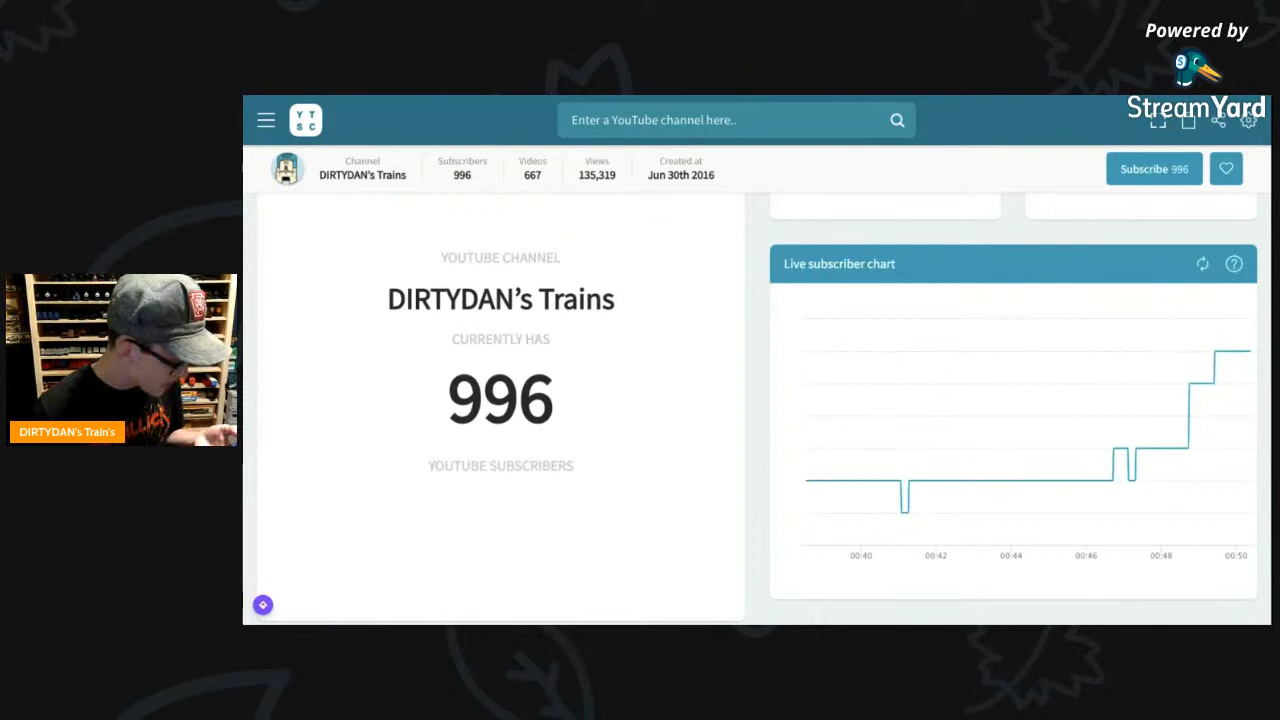 Powered by
StreamYard
Y T
S C
Enter a YouTube channel here..
Channel
DIRTYDAN's Trains
Subscribers
996
Videos
667
Views
135,319
Created at
Jun 30th 2016
Subscribe 996
YOUTUBE CHANNEL
DIRTYDAN's Trains
CURRENTLY HAS
996
YOUTUBE SUBSCRIBERS
Live subscriber chart
00:40 00:42 00:44 00:46 00:48 00:50
DIRTYDAN's Train's